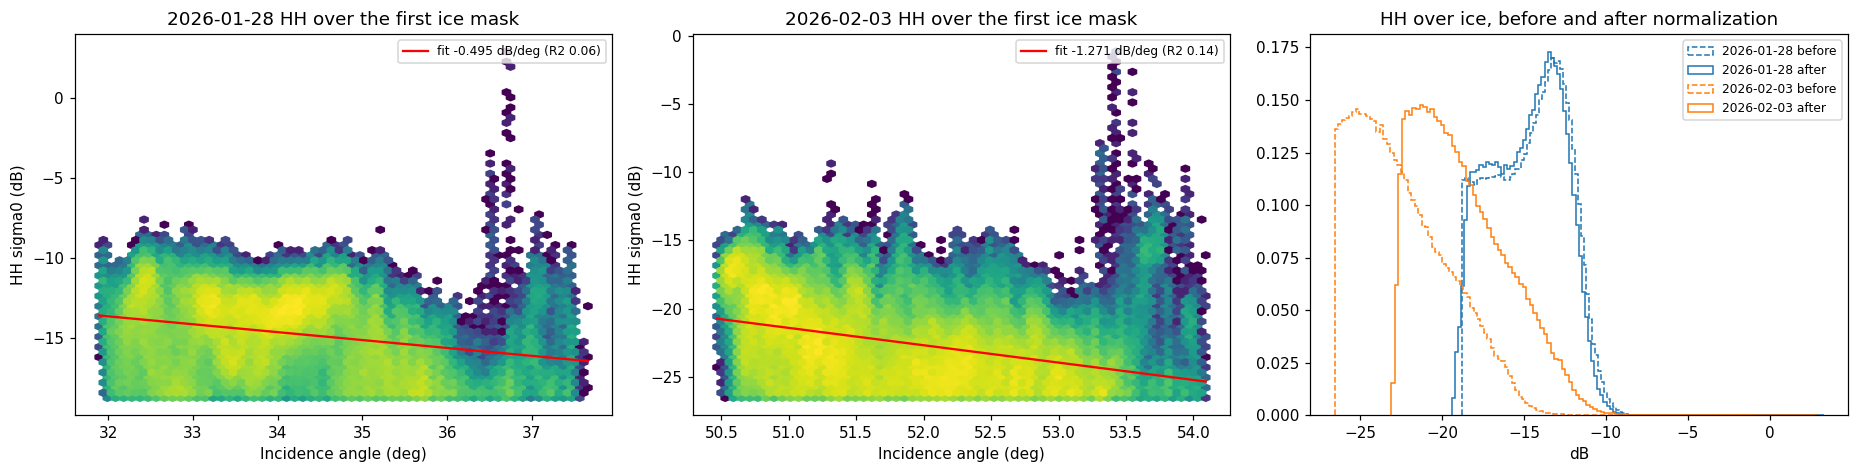 2026-01-28 HH over the first ice mask
fit -0.495 dB/deg (R2 0.06)
HH sigma0 (dB)
0
−5
−10
−15
32 33 34 35 36 37
Incidence angle (deg)
2026-02-03 HH over the first ice mask
fit -1.271 dB/deg (R2 0.14)
HH sigma0 (dB)
0
−5
−10
−15
−20
−25
50.5 51.0 51.5 52.0 52.5 53.0 53.5 54.0
Incidence angle (deg)
HH over ice, before and after normalization
2026-01-28 before
2026-01-28 after
2026-02-03 before
2026-02-03 after
0.175
0.150
0.125
0.100
0.075
0.050
0.025
0.000
−25 −20 −15 −10 −5 0
dB